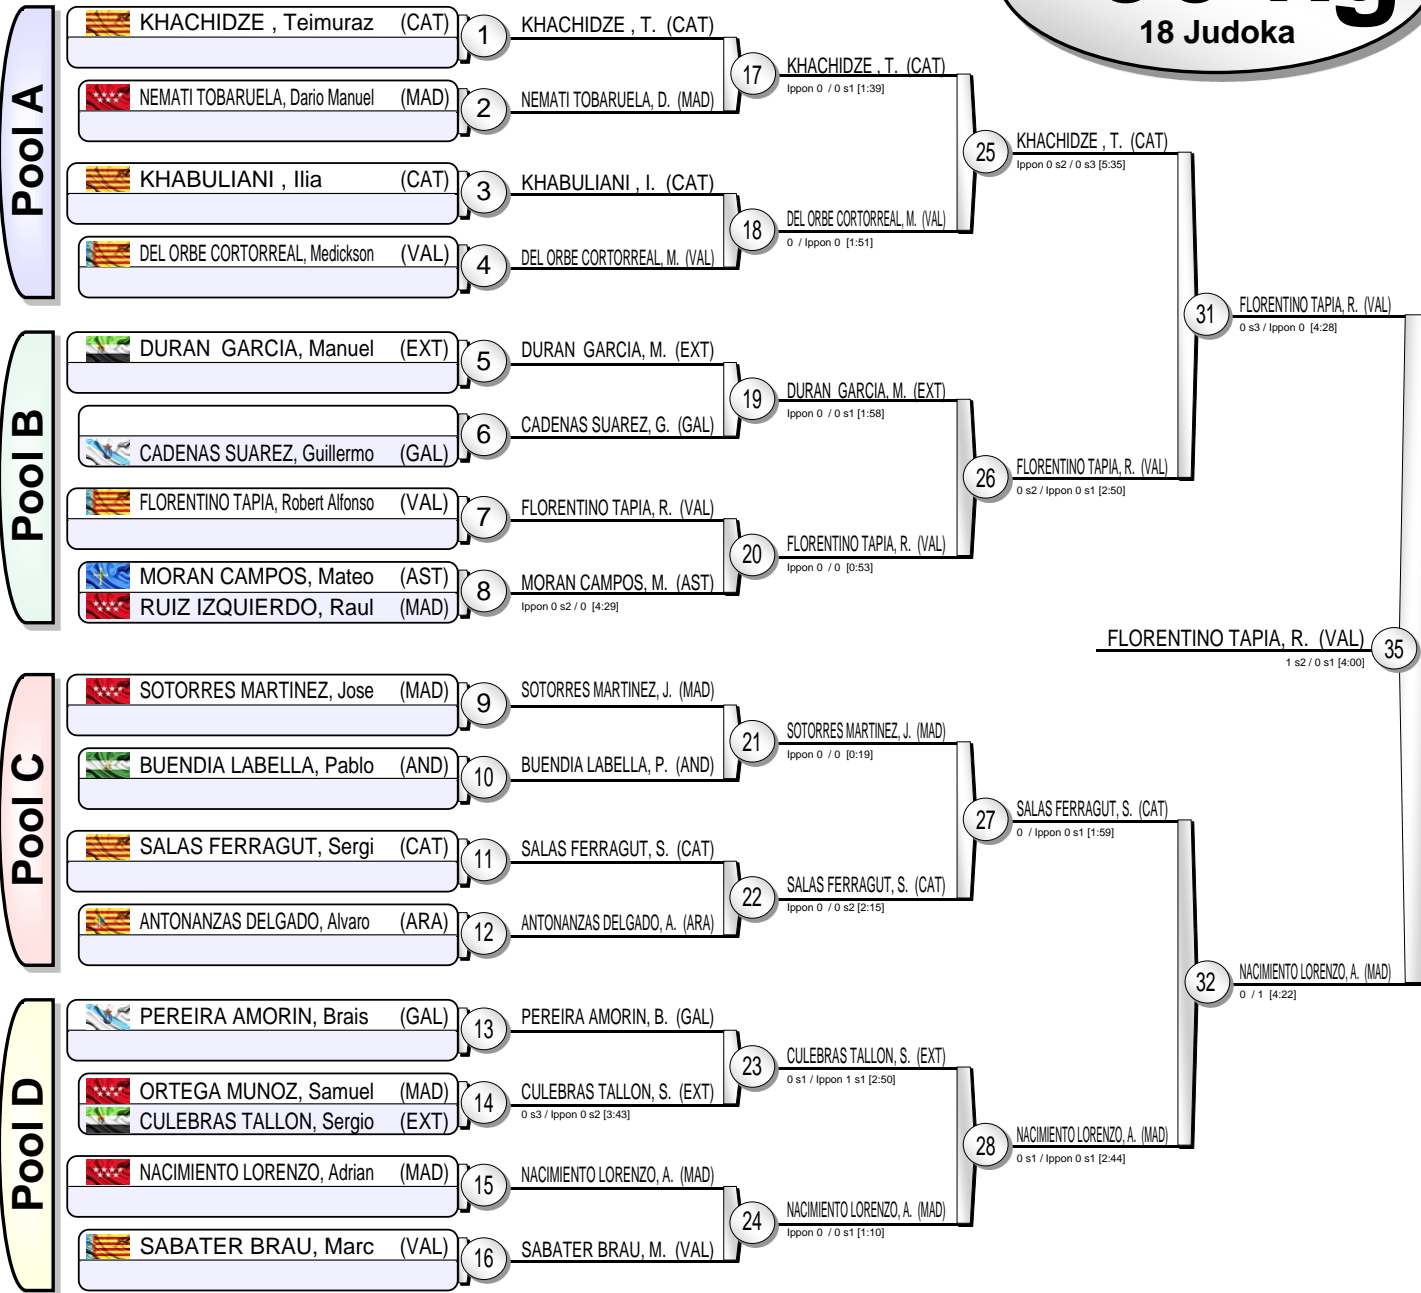 18 Judoka
Pool A
KHACHIDZE , Teimuraz (CAT)
1
KHACHIDZE , T. (CAT)
NEMATI TOBARUELA, Dario Manuel (MAD)
2
NEMATI TOBARUELA, D. (MAD)
17
KHACHIDZE , T. (CAT)
Ippon 0 / 0 s1 [1:39]
KHABULIANI , Ilia (CAT)
3
KHABULIANI , I. (CAT)
DEL ORBE CORTORREAL, Medickson (VAL)
4
DEL ORBE CORTORREAL, M. (VAL)
18
DEL ORBE CORTORREAL, M. (VAL)
0 / Ippon 0 [1:51]
25
KHACHIDZE , T. (CAT)
Ippon 0 s2 / 0 s3 [5:35]
Pool B
DURAN GARCIA, Manuel (EXT)
5
DURAN GARCIA, M. (EXT)
CADENAS SUAREZ, Guillermo (GAL)
6
CADENAS SUAREZ, G. (GAL)
19
DURAN GARCIA, M. (EXT)
Ippon 0 / 0 s1 [1:58]
FLORENTINO TAPIA, Robert Alfonso (VAL)
7
FLORENTINO TAPIA, R. (VAL)
MORAN CAMPOS, Mateo (AST)
RUIZ IZQUIERDO, Raul (MAD)
8
MORAN CAMPOS, M. (AST)
Ippon 0 s2 / 0 [4:29]
20
FLORENTINO TAPIA, R. (VAL)
Ippon 0 / 0 [0:53]
26
FLORENTINO TAPIA, R. (VAL)
0 s2 / Ippon 0 s1 [2:50]
31
FLORENTINO TAPIA, R. (VAL)
0 s3 / Ippon 0 [4:28]
FLORENTINO TAPIA, R. (VAL)
35
1 s2 / 0 s1 [4:00]
Pool C
SOTORRES MARTINEZ, Jose (MAD)
9
SOTORRES MARTINEZ, J. (MAD)
BUENDIA LABELLA, Pablo (AND)
10
BUENDIA LABELLA, P. (AND)
21
SOTORRES MARTINEZ, J. (MAD)
Ippon 0 / 0 [0:19]
SALAS FERRAGUT, Sergi (CAT)
11
SALAS FERRAGUT, S. (CAT)
ANTONANZAS DELGADO, Alvaro (ARA)
12
ANTONANZAS DELGADO, A. (ARA)
22
SALAS FERRAGUT, S. (CAT)
Ippon 0 / 0 s2 [2:15]
27
SALAS FERRAGUT, S. (CAT)
0 / Ippon 0 s1 [1:59]
Pool D
PEREIRA AMORIN, Brais (GAL)
13
PEREIRA AMORIN, B. (GAL)
ORTEGA MUNOZ, Samuel (MAD)
CULEBRAS TALLON, Sergio (EXT)
14
CULEBRAS TALLON, S. (EXT)
0 s3 / Ippon 0 s2 [3:43]
23
CULEBRAS TALLON, S. (EXT)
0 s1 / Ippon 1 s1 [2:50]
NACIMIENTO LORENZO, Adrian (MAD)
15
NACIMIENTO LORENZO, A. (MAD)
SABATER BRAU, Marc (VAL)
16
SABATER BRAU, M. (VAL)
24
NACIMIENTO LORENZO, A. (MAD)
Ippon 0 / 0 s1 [1:10]
28
NACIMIENTO LORENZO, A. (MAD)
0 s1 / Ippon 0 s1 [2:44]
32
NACIMIENTO LORENZO, A. (MAD)
0 / 1 [4:22]